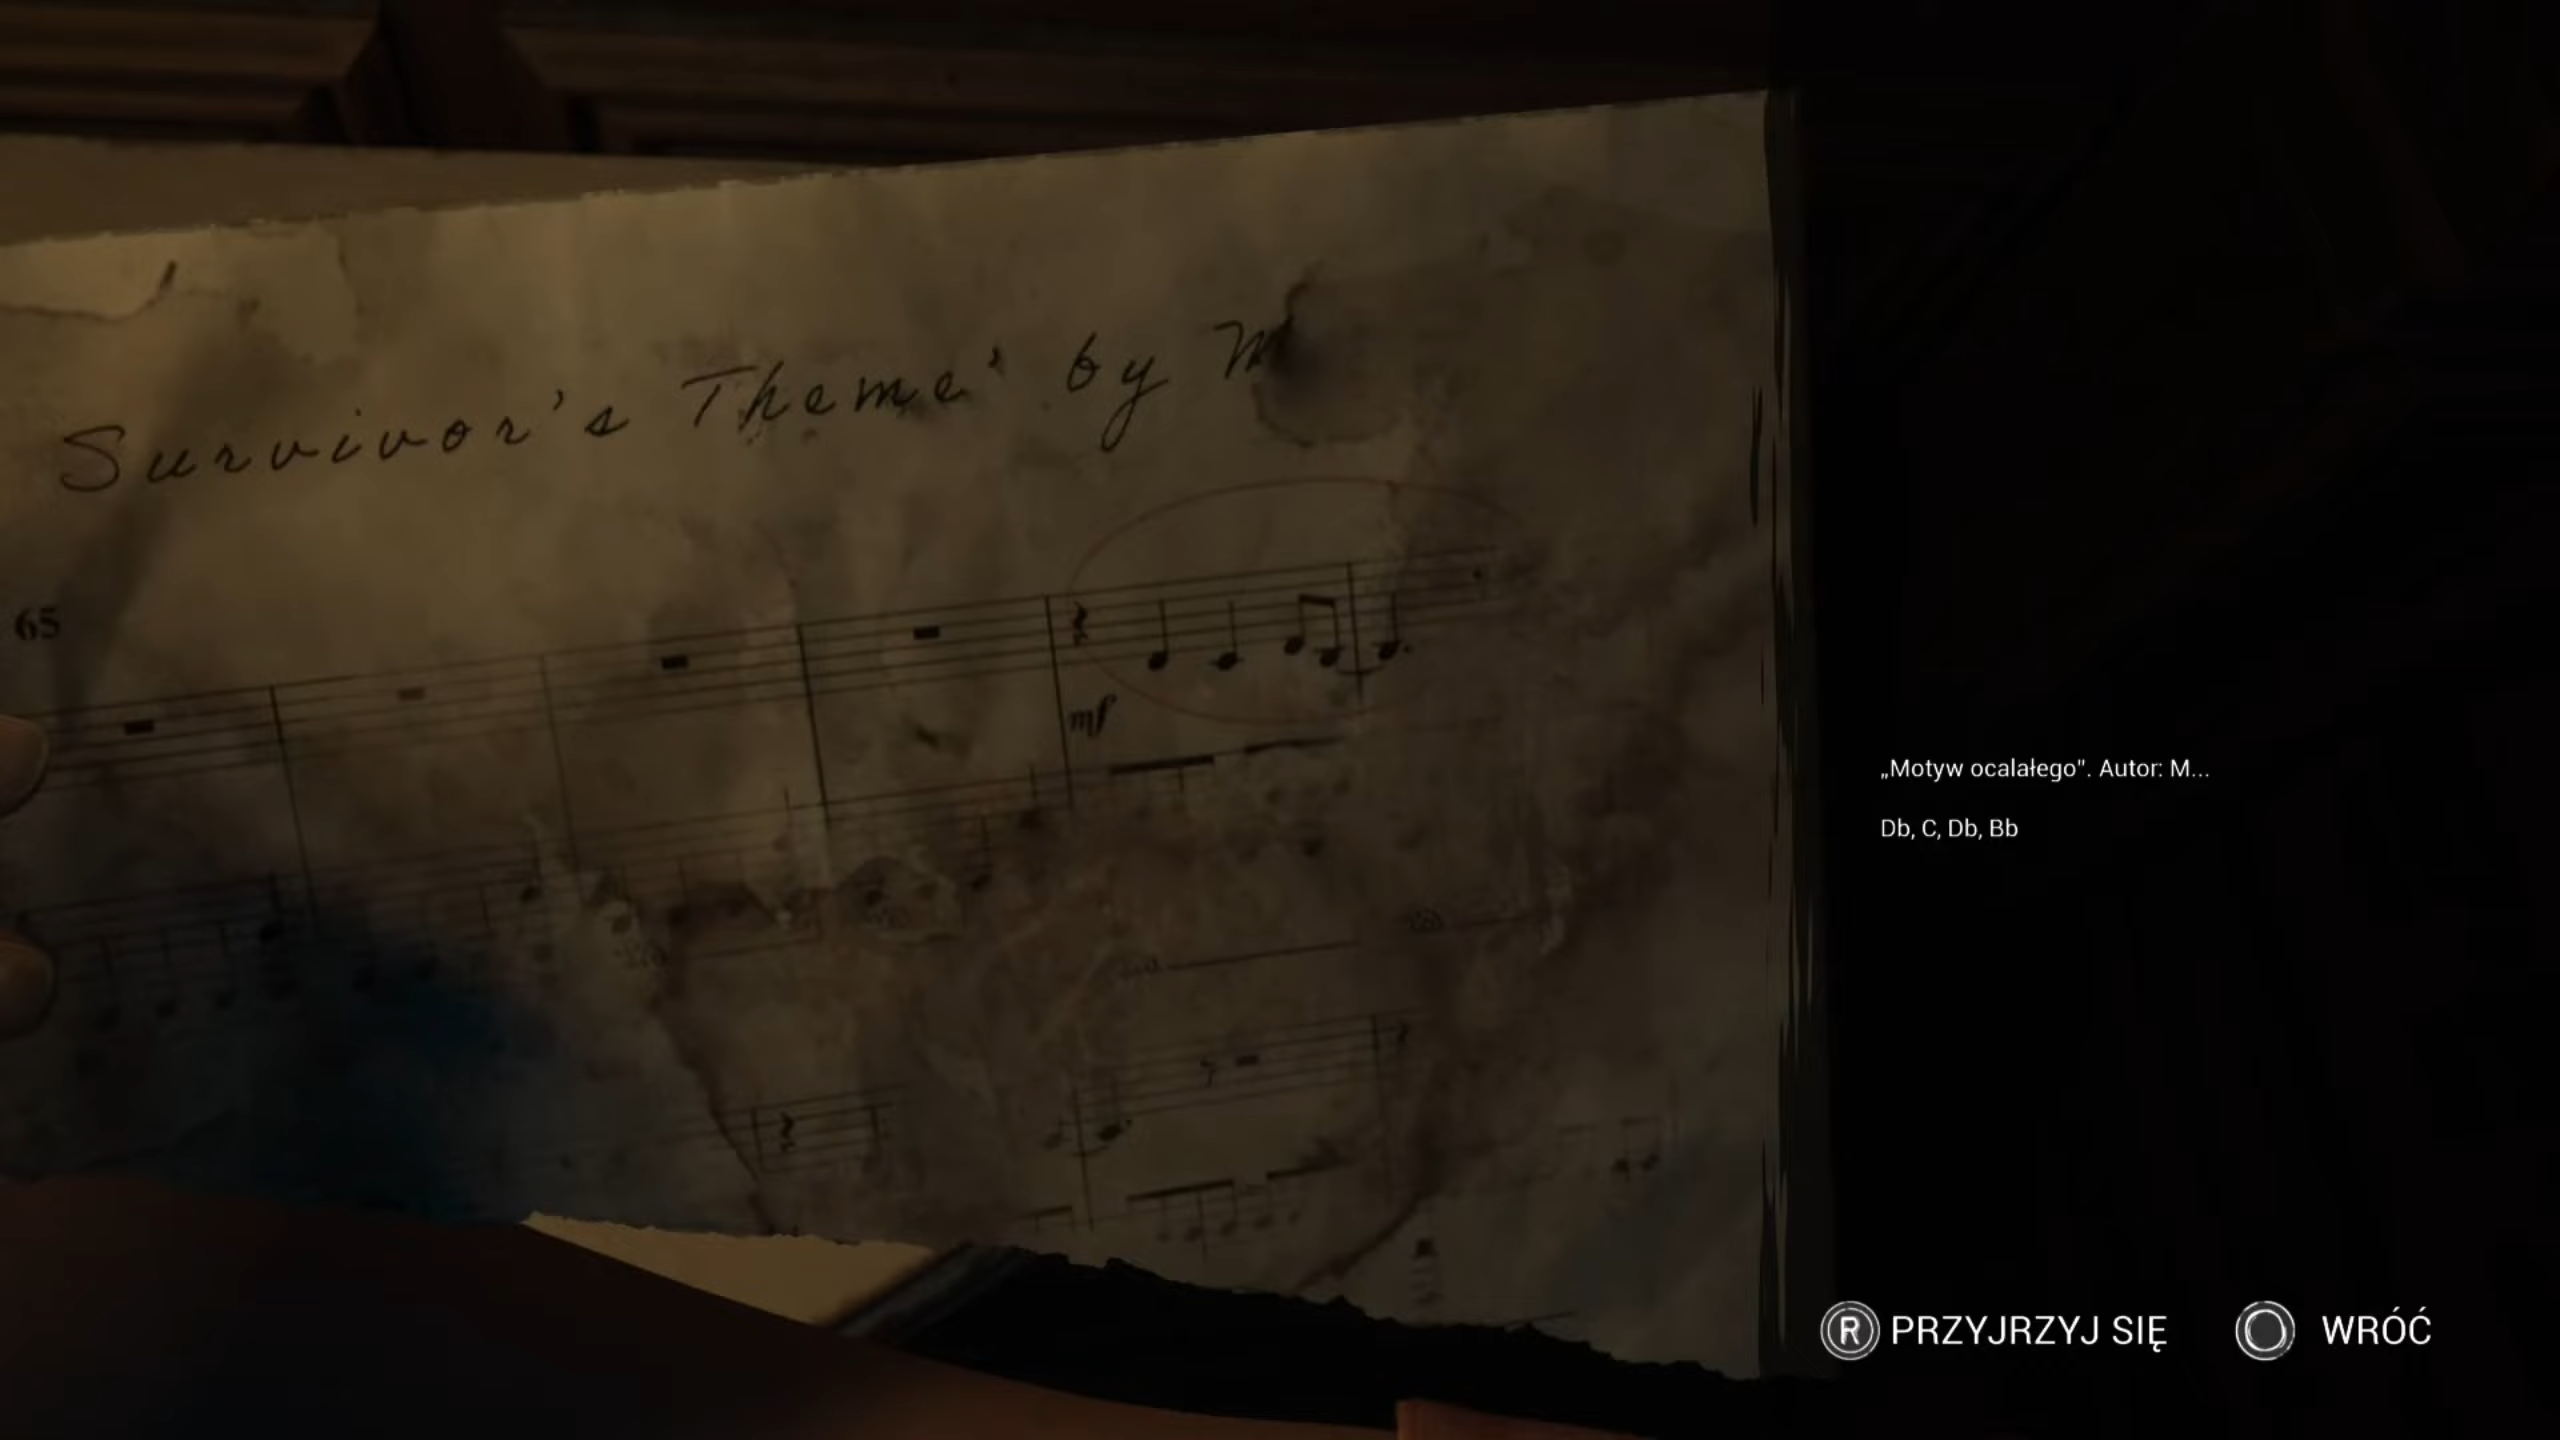 Survivor's Theme' by M
65
mf
„Motyw ocalałego". Autor: M...
Db, C, Db, Bb
R PRZYJRZYJ SIĘ WRÓĆ